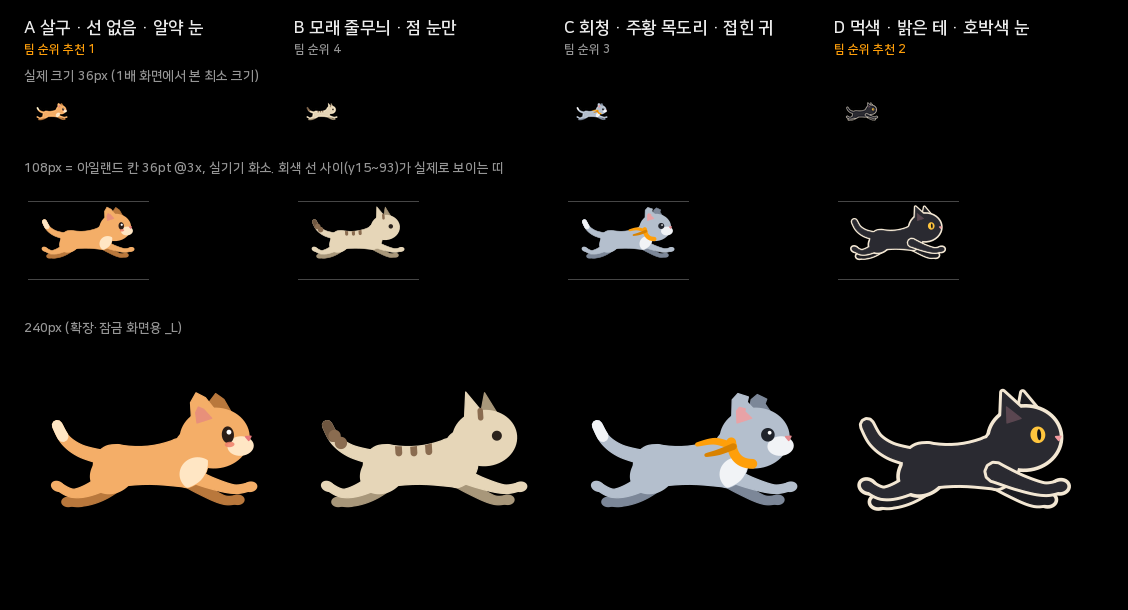 A 살구 · 선 없음 · 알약 눈
팀 순위 추천 1
B 모래 줄무늬 · 점 눈만
팀 순위 4
C 회청 · 주황 목도리 · 접힌 귀
팀 순위 3
D 먹색 · 밝은 테 · 호박색 눈
팀 순위 추천 2
실제 크기 36px (1배 화면에서 본 최소 크기)
108px = 아일랜드 칸 36pt @3x, 실기기 화소. 회색 선 사이(y15~93)가 실제로 보이는 띠
240px (확장·잠금 화면용 _L)